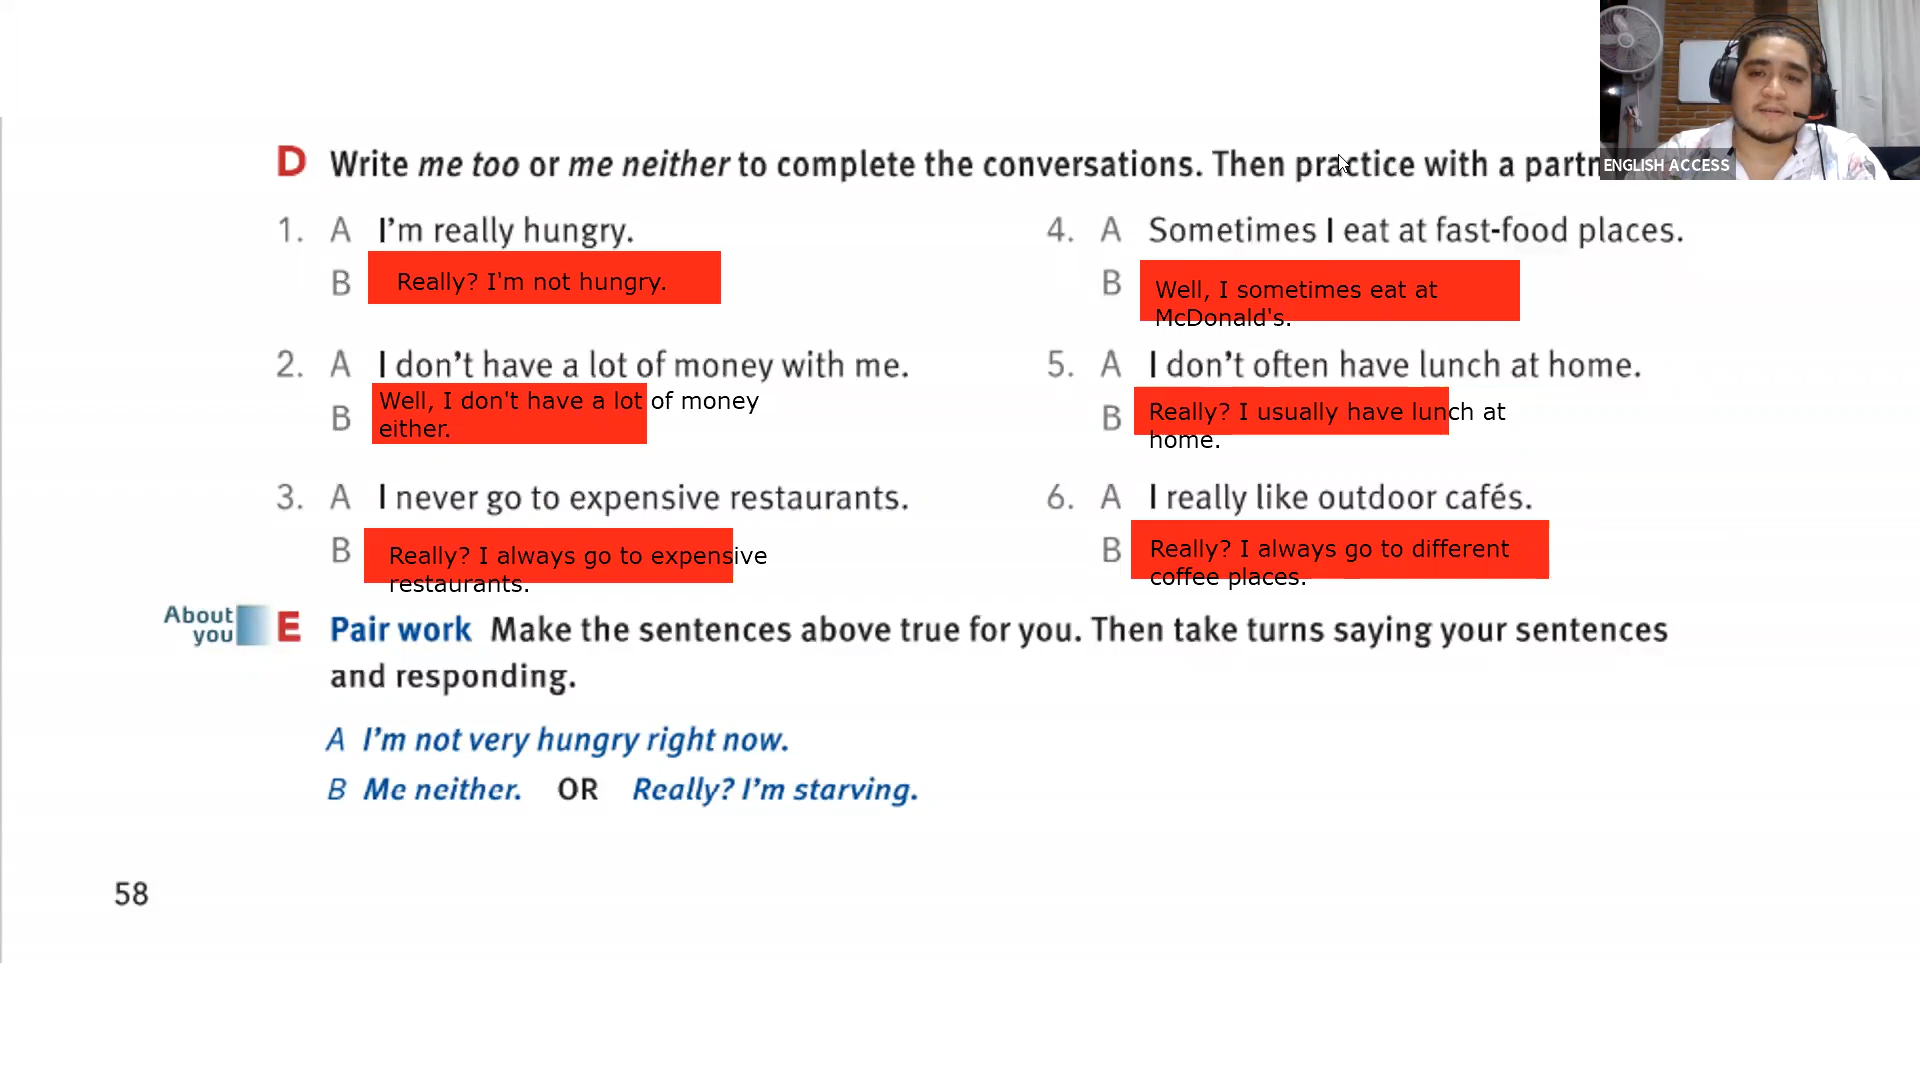 ENGLISH ACCESS
D Write me too or me neither to complete the conversations. Then practice with a partn
1. A I'm really hungry.
B Really? I'm not hungry.
2. A I don't have a lot of money with me.
B Well, I don't have a lot of money
either.
3. A I never go to expensive restaurants.
B Really? I always go to expensive
restaurants.
4. A Sometimes I eat at fast-food places.
B Well, I sometimes eat at
McDonald's.
5. A I don't often have lunch at home.
B Really? I usually have lunch at
home.
6. A I really like outdoor cafés.
B Really? I always go to different
coffee places.
About
you
E Pair work Make the sentences above true for you. Then take turns saying your sentences
and responding.
A I'm not very hungry right now.
B Me neither. OR Really? I'm starving.
58